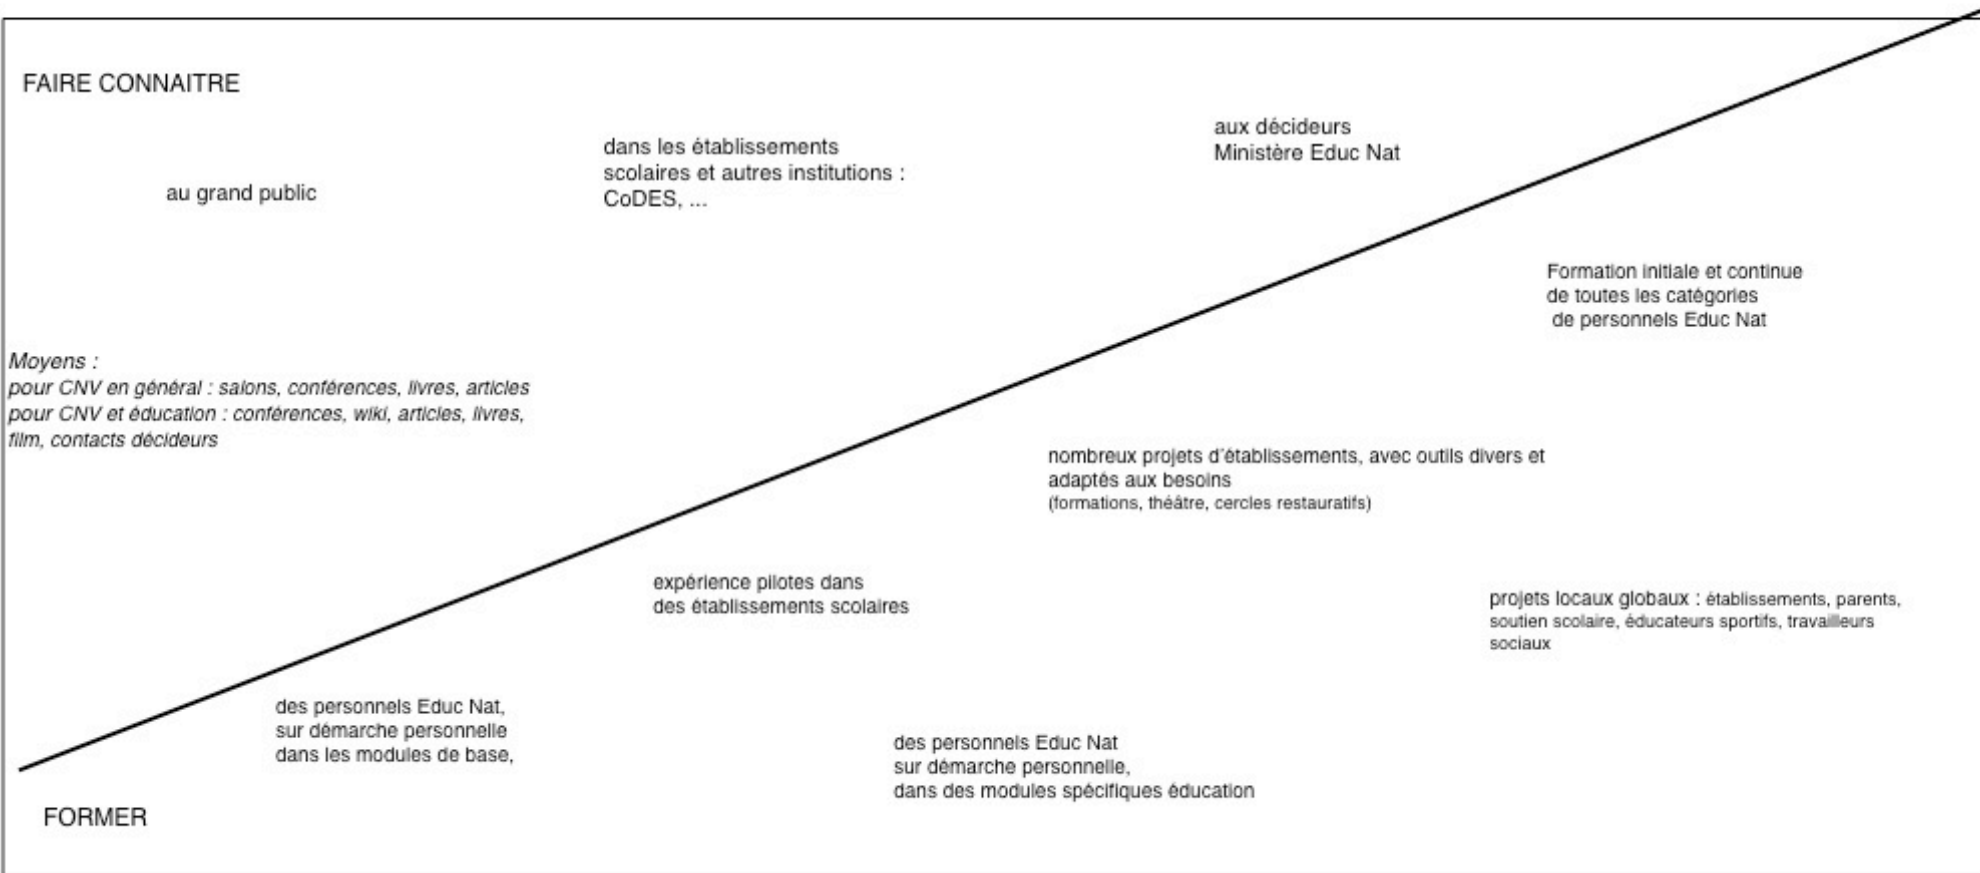 FAIRE CONNAITRE
au grand public
dans les établissements
scolaires et autres institutions :
CoDES, ...
aux décideurs
Ministère Educ Nat
Formation initiale et continue
de toutes les catégories
de personnels Educ Nat
Moyens :
pour CNV en général : salons, conférences, livres, articles
pour CNV et éducation : conférences, wiki, articles, livres,
film, contacts décideurs
nombreux projets d'établissements, avec outils divers et
adaptés aux besoins
(formations, théâtre, cercles restauratifs)
expérience pilotes dans
des établissements scolaires
projets locaux globaux : établissements, parents,
soutien scolaire, éducateurs sportifs, travailleurs
sociaux
des personnels Educ Nat,
sur démarche personnelle
dans les modules de base,
des personnels Educ Nat
sur démarche personnelle,
dans des modules spécifiques éducation
FORMER